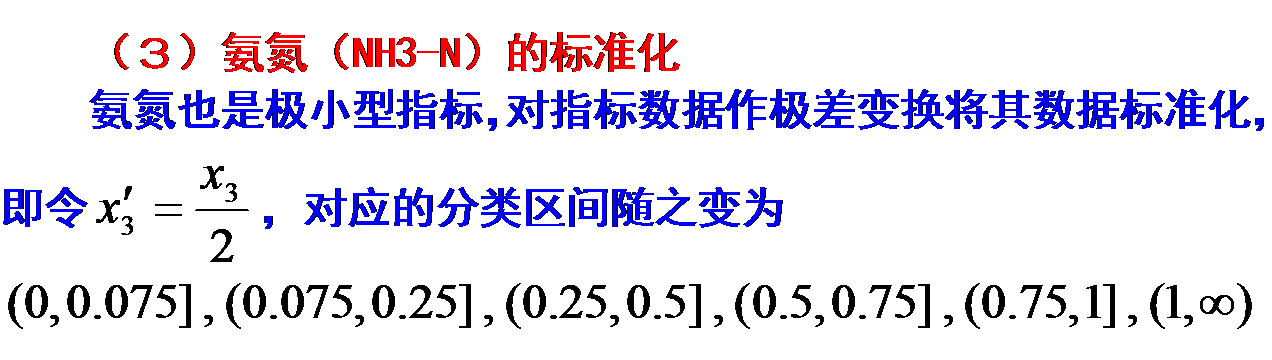 （３）氨氮（NH3-N）的标准化
氨氮也是极小型指标,对指标数据作极差变换将其数据标准化，
即令 x₃′ = x₃/2 ，对应的分类区间随之变为
(0,0.075],(0.075,0.25],(0.25,0.5],(0.5,0.75],(0.75,1],(1,∞)